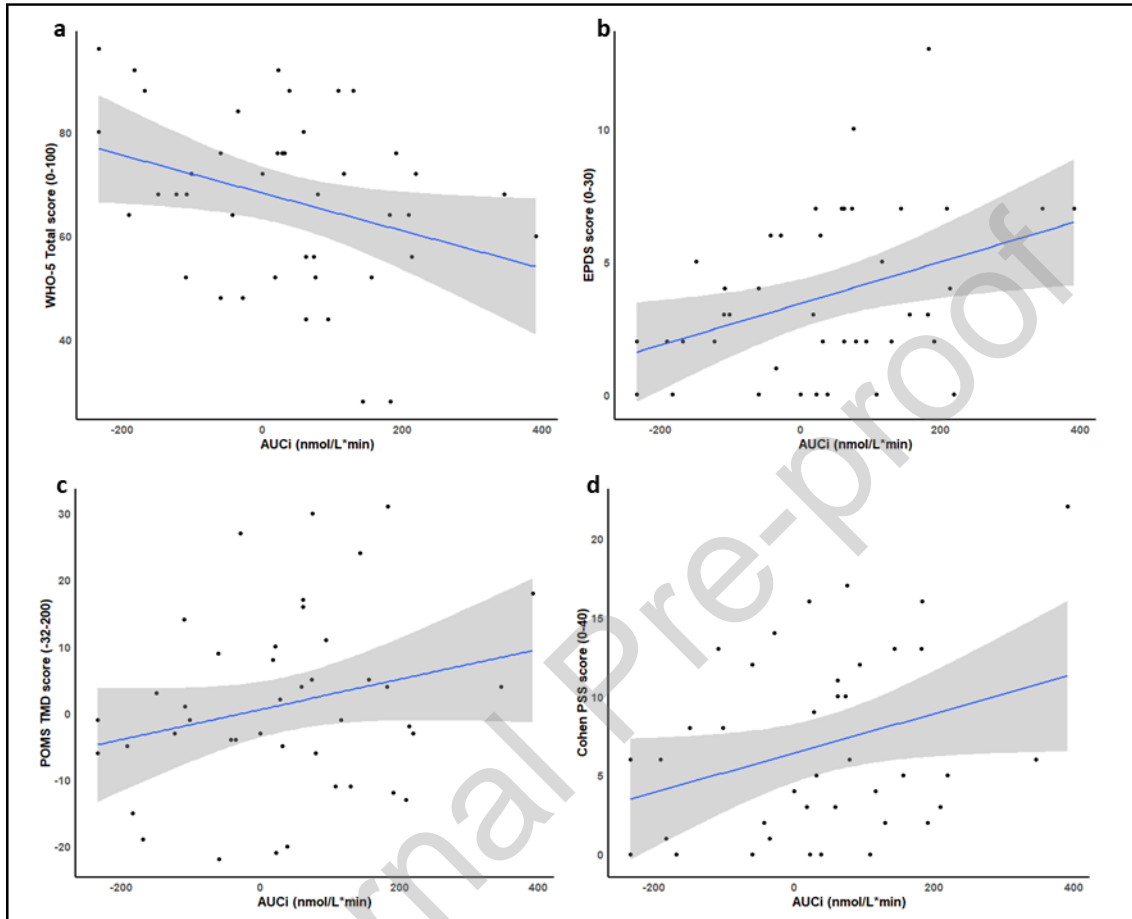 a
WHO-5 Total score (0-100)
80
60
40
-200 0 200 400
AUCi (nmol/L*min)
b
EPDS score (0-30)
10
5
0
-200 0 200 400
AUCi (nmol/L*min)
c
POMS TMD score (-32-200)
30
20
10
0
-10
-20
-200 0 200 400
AUCi (nmol/L*min)
d
Cohen PSS score (0-40)
20
15
10
5
0
-200 0 200 400
AUCi (nmol/L*min)
rnal Pre-proof